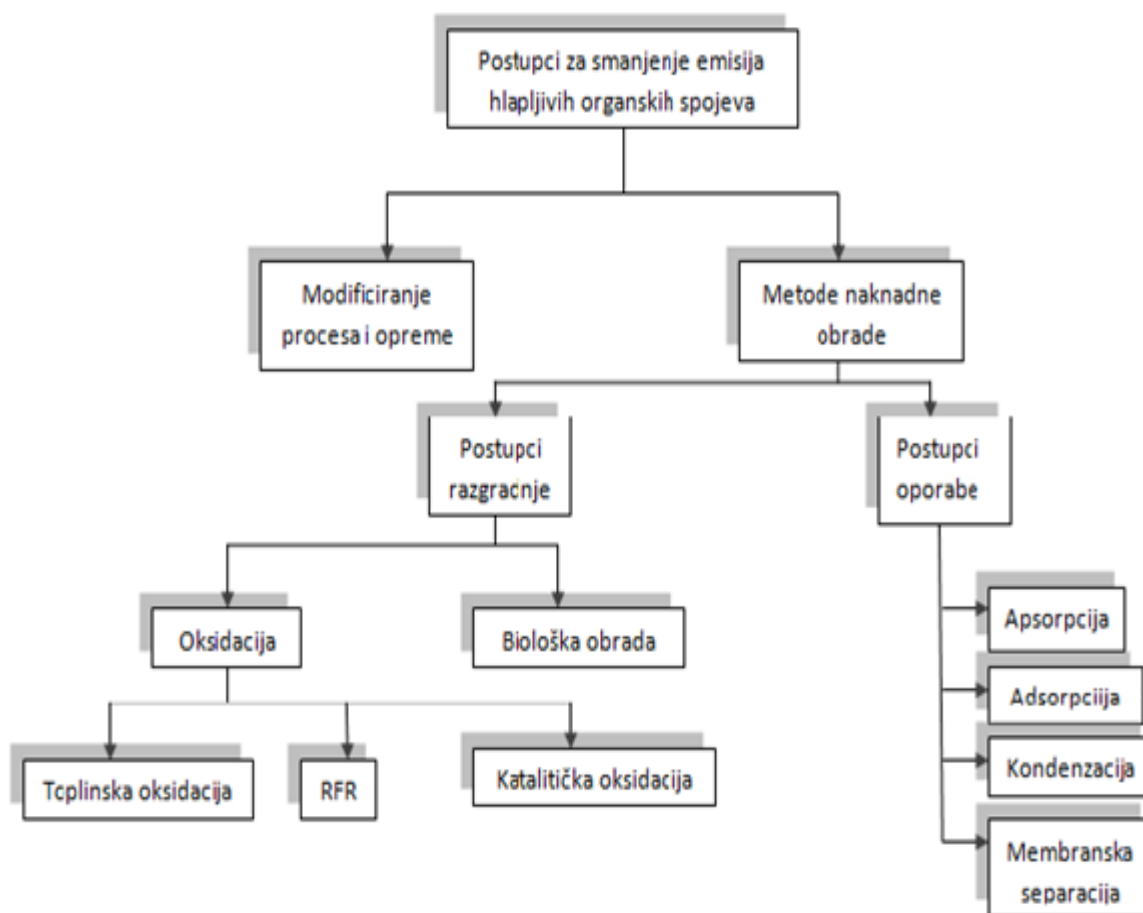 Postupci za smanjenje emisija
hlapljivih organskih spojeva
Modificiranje
procesa i opreme
Metode naknadne
obrade
Postupci
razgradnje
Postupci
oporabe
Oksidacija
Biološka obrada
Apsorpcija
Adsorpciija
Kondenzacija
Membranska
separacija
Toplinska oksidacija
RFR
Katalitička oksidacija